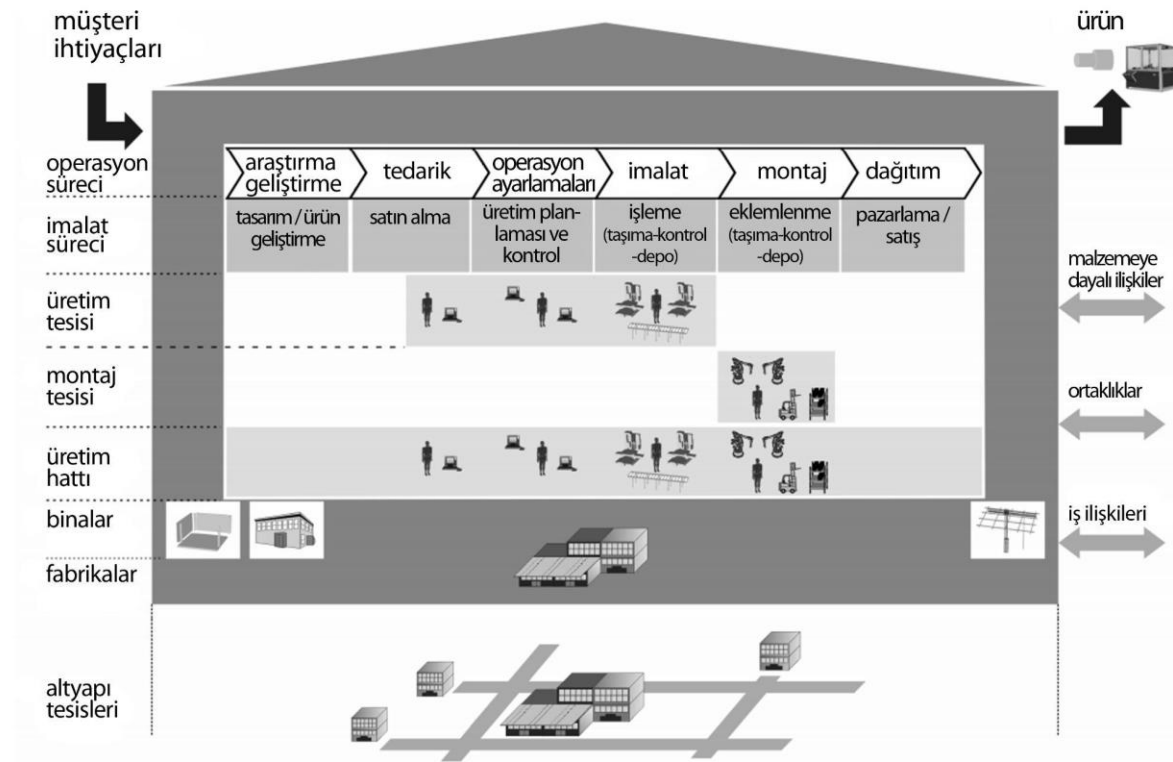 müşteri
ihtiyaçları
ürün
operasyon
süreci
araştırma
geliştirme
tedarik
operasyon
ayarlamaları
imalat
montaj
dağıtım
imalat
süreci
tasarım / ürün
geliştirme
satın alma
üretim plan-
laması ve
kontrol
işleme
(taşıma-kontrol
-depo)
eklemlenme
(taşıma-kontrol
-depo)
pazarlama /
satış
malzemeye
dayalı ilişkiler
üretim
tesisi
montaj
tesisi
ortaklıklar
üretim
hattı
binalar
iş ilişkileri
fabrikalar
altyapı
tesisleri